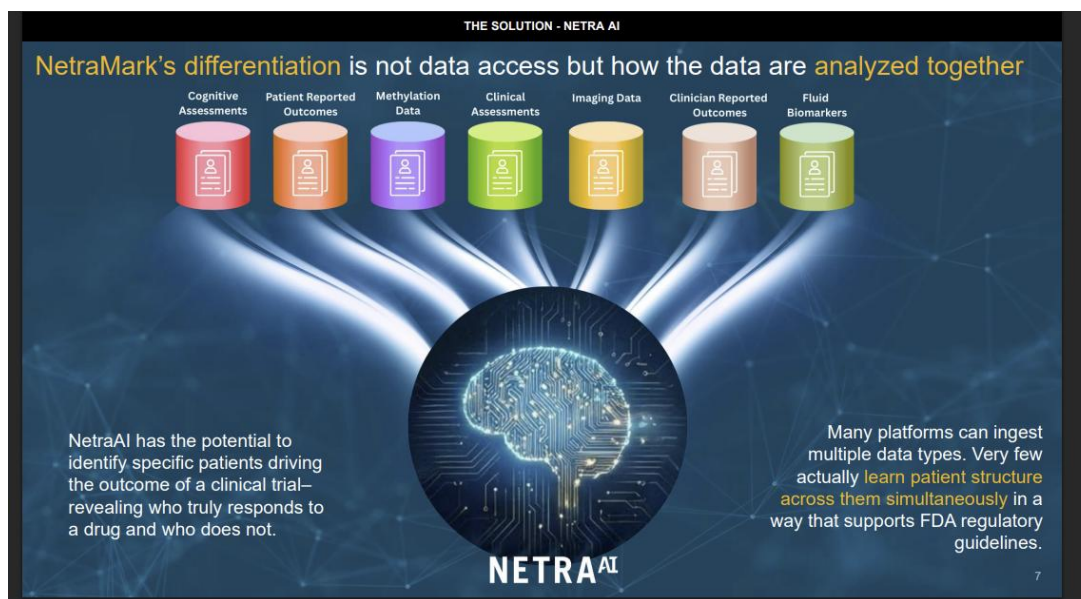 THE SOLUTION - NETRA AI
NetraMark's differentiation is not data access but how the data are analyzed together
Cognitive
Assessments
Patient Reported
Outcomes
Methylation
Data
Clinical
Assessments
Imaging Data
Clinician Reported
Outcomes
Fluid
Biomarkers
NetraAI has the potential to
identify specific patients driving
the outcome of a clinical trial–
revealing who truly responds to
a drug and who does not.
Many platforms can ingest
multiple data types. Very few
actually learn patient structure
across them simultaneously in a
way that supports FDA regulatory
guidelines.
NETRAAI
7